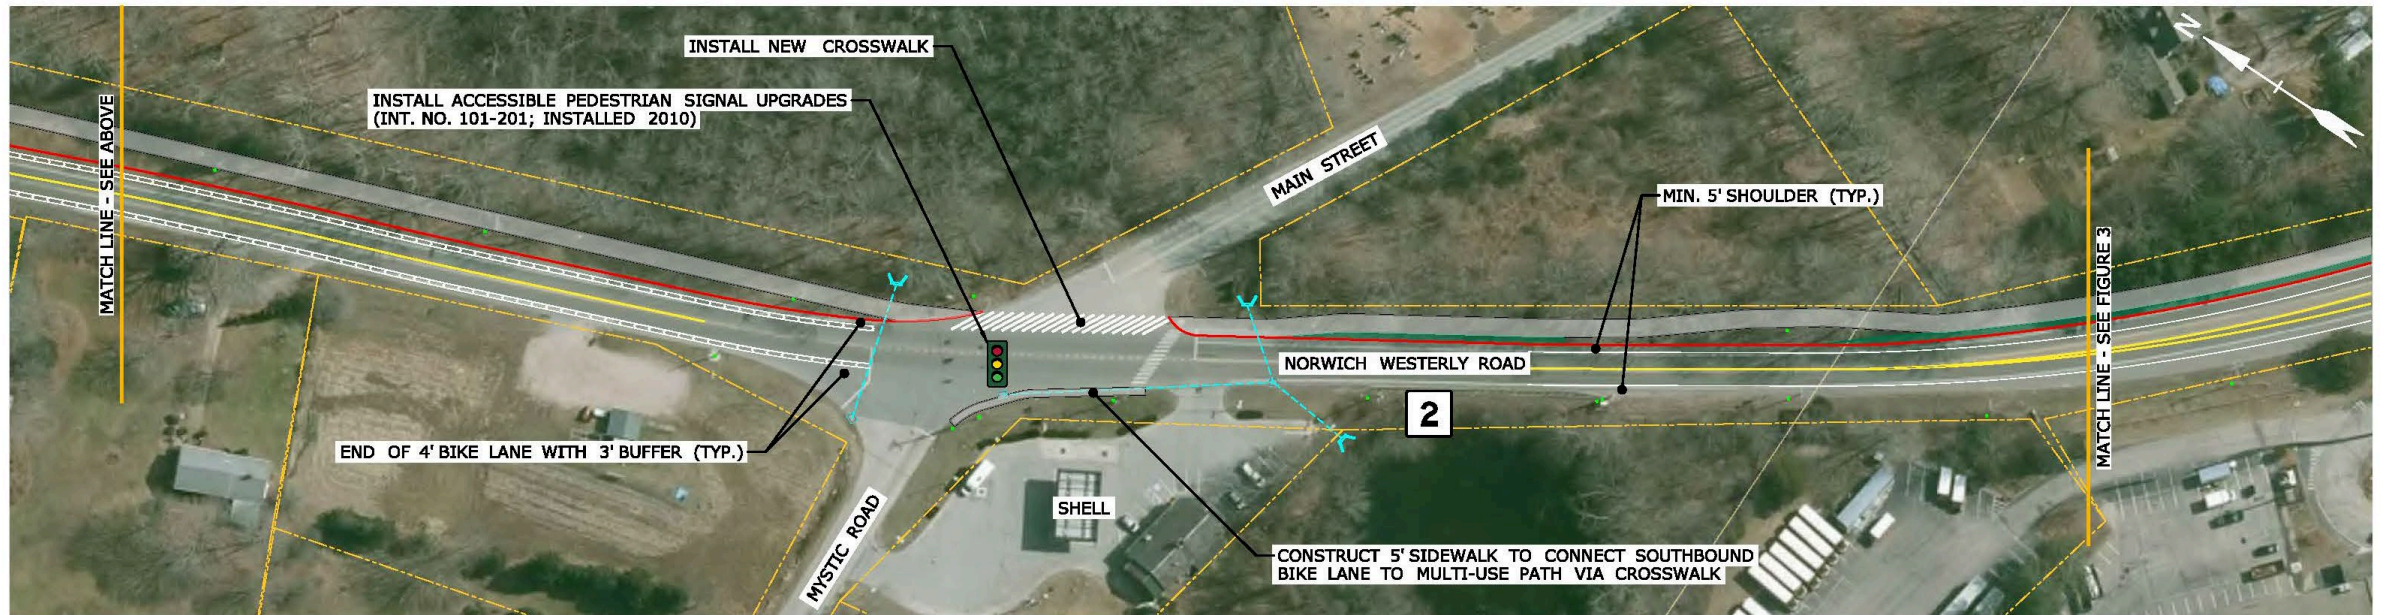 INSTALL NEW CROSSWALK
N
INSTALL ACCESSIBLE PEDESTRIAN SIGNAL UPGRADES
(INT. NO. 101-201; INSTALLED 2010)
MATCH LINE - SEE ABOVE
MAIN STREET
MIN. 5' SHOULDER (TYP.)
MATCH LINE - SEE FIGURE 3
NORWICH WESTERLY ROAD
2
END OF 4' BIKE LANE WITH 3' BUFFER (TYP.)
MYSTIC ROAD
SHELL
CONSTRUCT 5' SIDEWALK TO CONNECT SOUTHBOUND
BIKE LANE TO MULTI-USE PATH VIA CROSSWALK